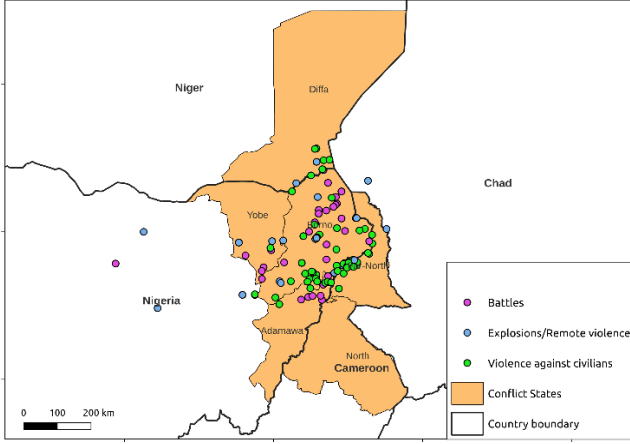 Niger
Diffa
Chad
Yobe
Borno
-North
Nigeria
Adamawa
North
Cameroon
0 100 200 km
Battles
Explosions/Remote violence
Violence against civilians
Conflict States
Country boundary